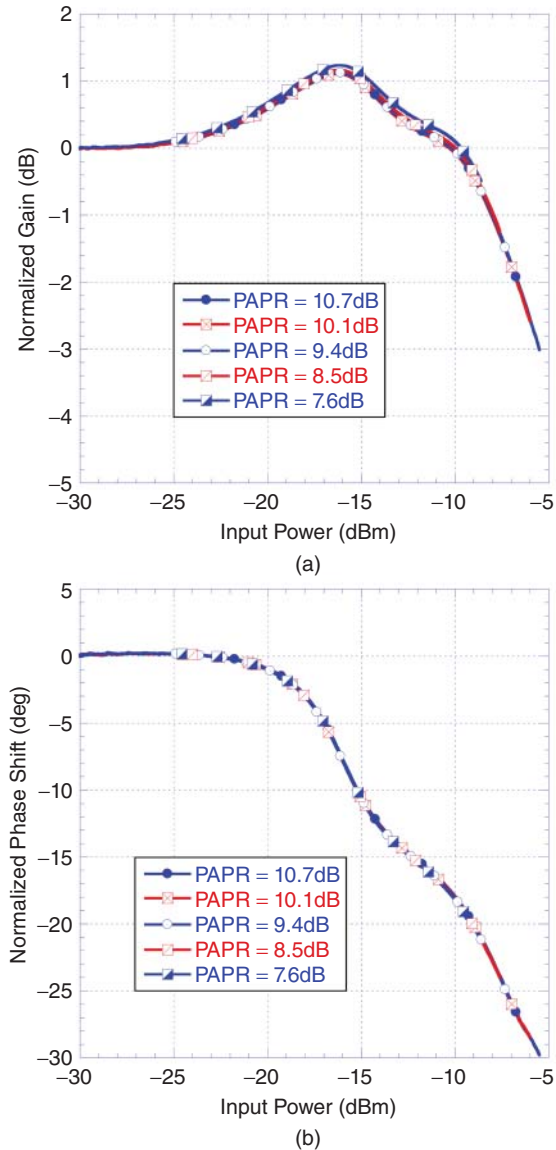 2
1
0
−1
−2
−3
−4
−5
Normalized Gain (dB)
PAPR = 10.7dB
PAPR = 10.1dB
PAPR = 9.4dB
PAPR = 8.5dB
PAPR = 7.6dB
−30 −25 −20 −15 −10 −5
Input Power (dBm)
(a)
5
0
−5
−10
−15
−20
−25
−30
Normalized Phase Shift (deg)
PAPR = 10.7dB
PAPR = 10.1dB
PAPR = 9.4dB
PAPR = 8.5dB
PAPR = 7.6dB
−30 −25 −20 −15 −10 −5
Input Power (dBm)
(b)